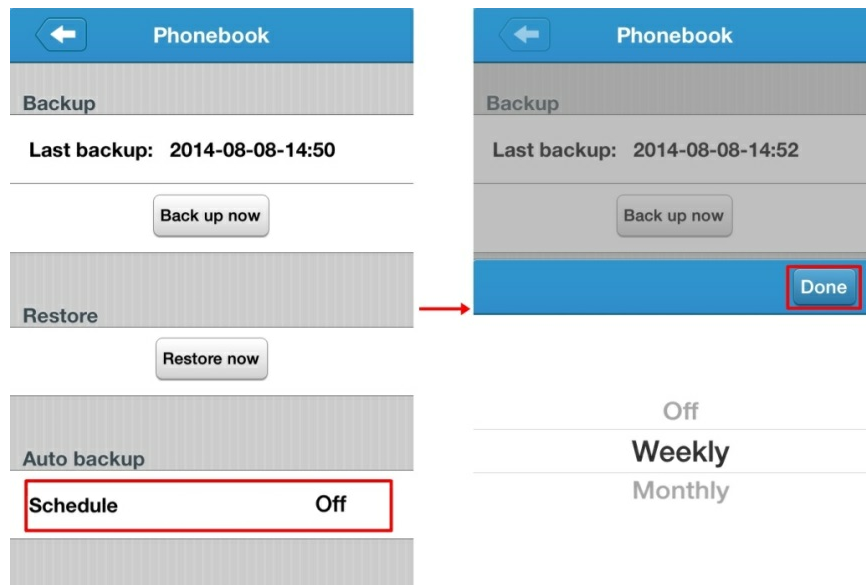 Phonebook
Backup
Last backup: 2014-08-08-14:50
Back up now
Restore
Restore now
Auto backup
Schedule Off
Phonebook
Backup
Last backup: 2014-08-08-14:52
Back up now
Done
Off
Weekly
Monthly